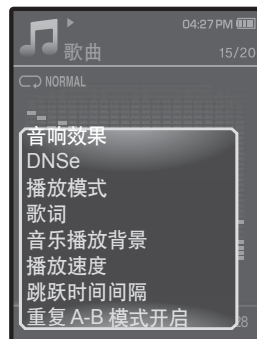 04:27 PM
歌曲
15/20
NORMAL
音响效果
DNSe
播放模式
歌词
音乐播放背景
播放速度
跳跃时间间隔
重复 A-B 模式开启
28